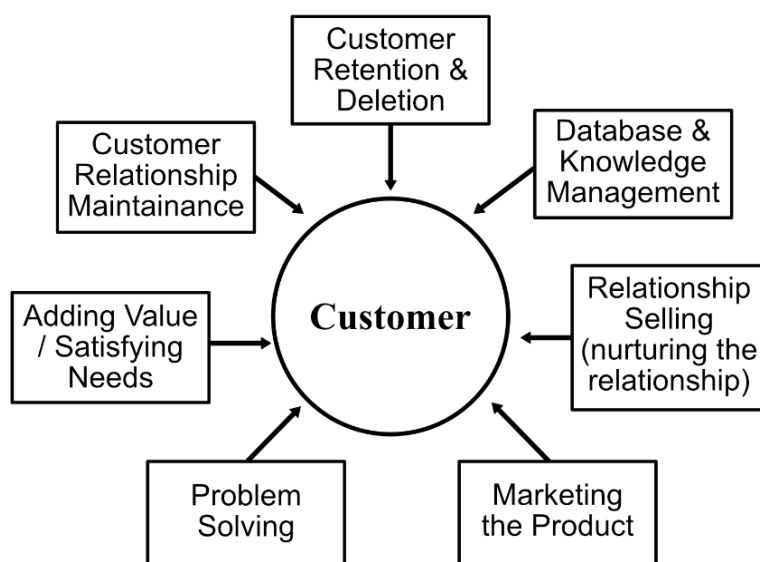 Customer
Retention &
Deletion
Database &
Knowledge
Management
Relationship
Selling
(nurturing the
relationship)
Marketing
the Product
Problem
Solving
Adding Value
/ Satisfying
Needs
Customer
Relationship
Maintainance
Customer